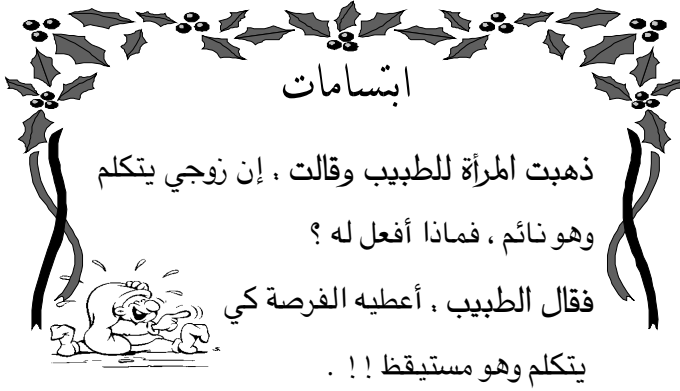 ابتسامات
ذهبت المرأة للطبيب وقالت : إن زوجي يتكلم
وهو نائم ، فماذا أفعل له ؟
فقال الطبيب : أعطيه الفرصة كي
يتكلم وهو مستيقظ ! ! .